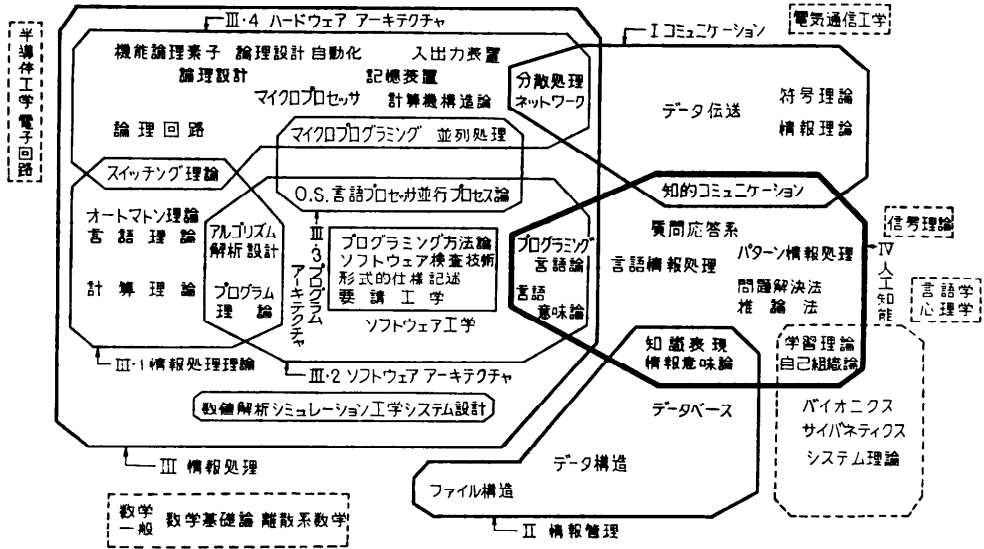 III・4 ハードウェア アーキテクチャ
I コミュニケーション
電気通信工学
半導体工学 電子回路
機能論理素子 論理設計自動化 入出力装置
論理設計 記憶装置
マイクロプロセッサ 計算機構造論
分散処理
ネットワーク
データ伝送
符号理論
情報理論
論理回路
マイクロプログラミング 並列処理
スイッチング理論
O.S.言語プロセッサ並行プロセス論
知的コミュニケーション
オートマトン理論
言語理論
計算理論
アルゴリズム
解析設計
プログラム
理論
III・3プログラム
アーキテクチャ
プログラミング方法論
ソフトウェア検査技術
形式的仕様記述
要請工学
ソフトウェア工学
プログラミング
言語論
言語
意味論
質問応答系
言語情報処理
パターン情報処理
問題解決法
推論法
信号理論
IV人工知能
言語学
心理学
知識表現
情報意味論
学習理論
自己組織論
III・1情報処理理論
III・2 ソフトウェア アーキテクチャ
数値解析シミュレーション工学システム設計
データベース
バイオニクス
サイバネティクス
システム理論
データ構造
ファイル構造
III 情報処理
II 情報管理
数学
一般
数学基礎論 離散系数学